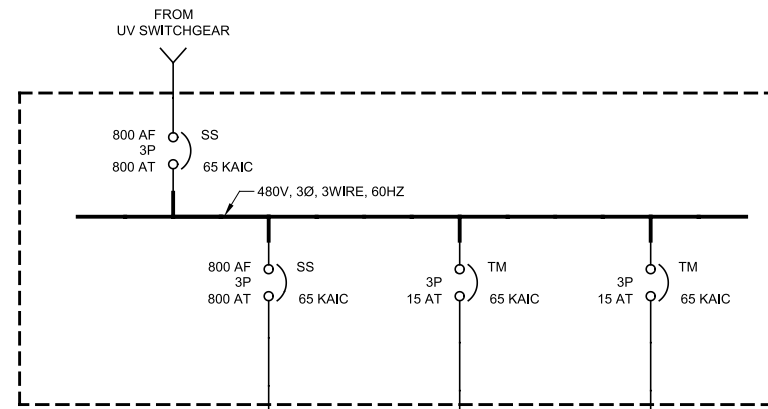 FROM
UV SWITCHGEAR
800 AF SS
3P
800 AT 65 KAIC
480V, 3Ø, 3WIRE, 60HZ
800 AF SS
3P
800 AT 65 KAIC
TM
3P
15 AT 65 KAIC
TM
3P
15 AT 65 KAIC